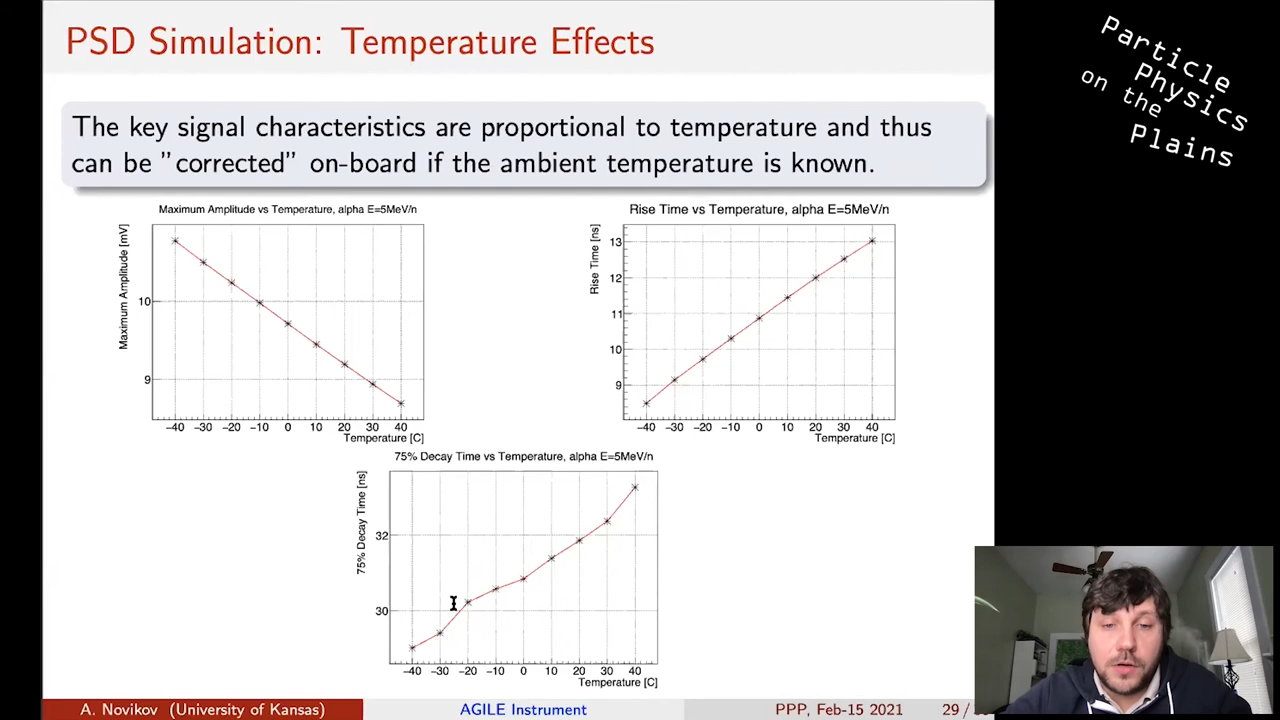 PSD Simulation: Temperature Effects
Particle
Physics
on the
Plains
The key signal characteristics are proportional to temperature and thus
can be ”corrected” on-board if the ambient temperature is known.
Maximum Amplitude vs Temperature, alpha E=5MeV/n
Maximum Amplitude [mV]
10
9
−40 −30 −20 −10 0 10 20 30 40
Temperature [C]
Rise Time vs Temperature, alpha E=5MeV/n
Rise Time [ns]
13
12
11
10
9
−40 −30 −20 −10 0 10 20 30 40
Temperature [C]
75% Decay Time vs Temperature, alpha E=5MeV/n
75% Decay Time [ns]
32
30
−40 −30 −20 −10 0 10 20 30 40
Temperature [C]
A. Novikov (University of Kansas) AGILE Instrument PPP, Feb-15 2021 29 /